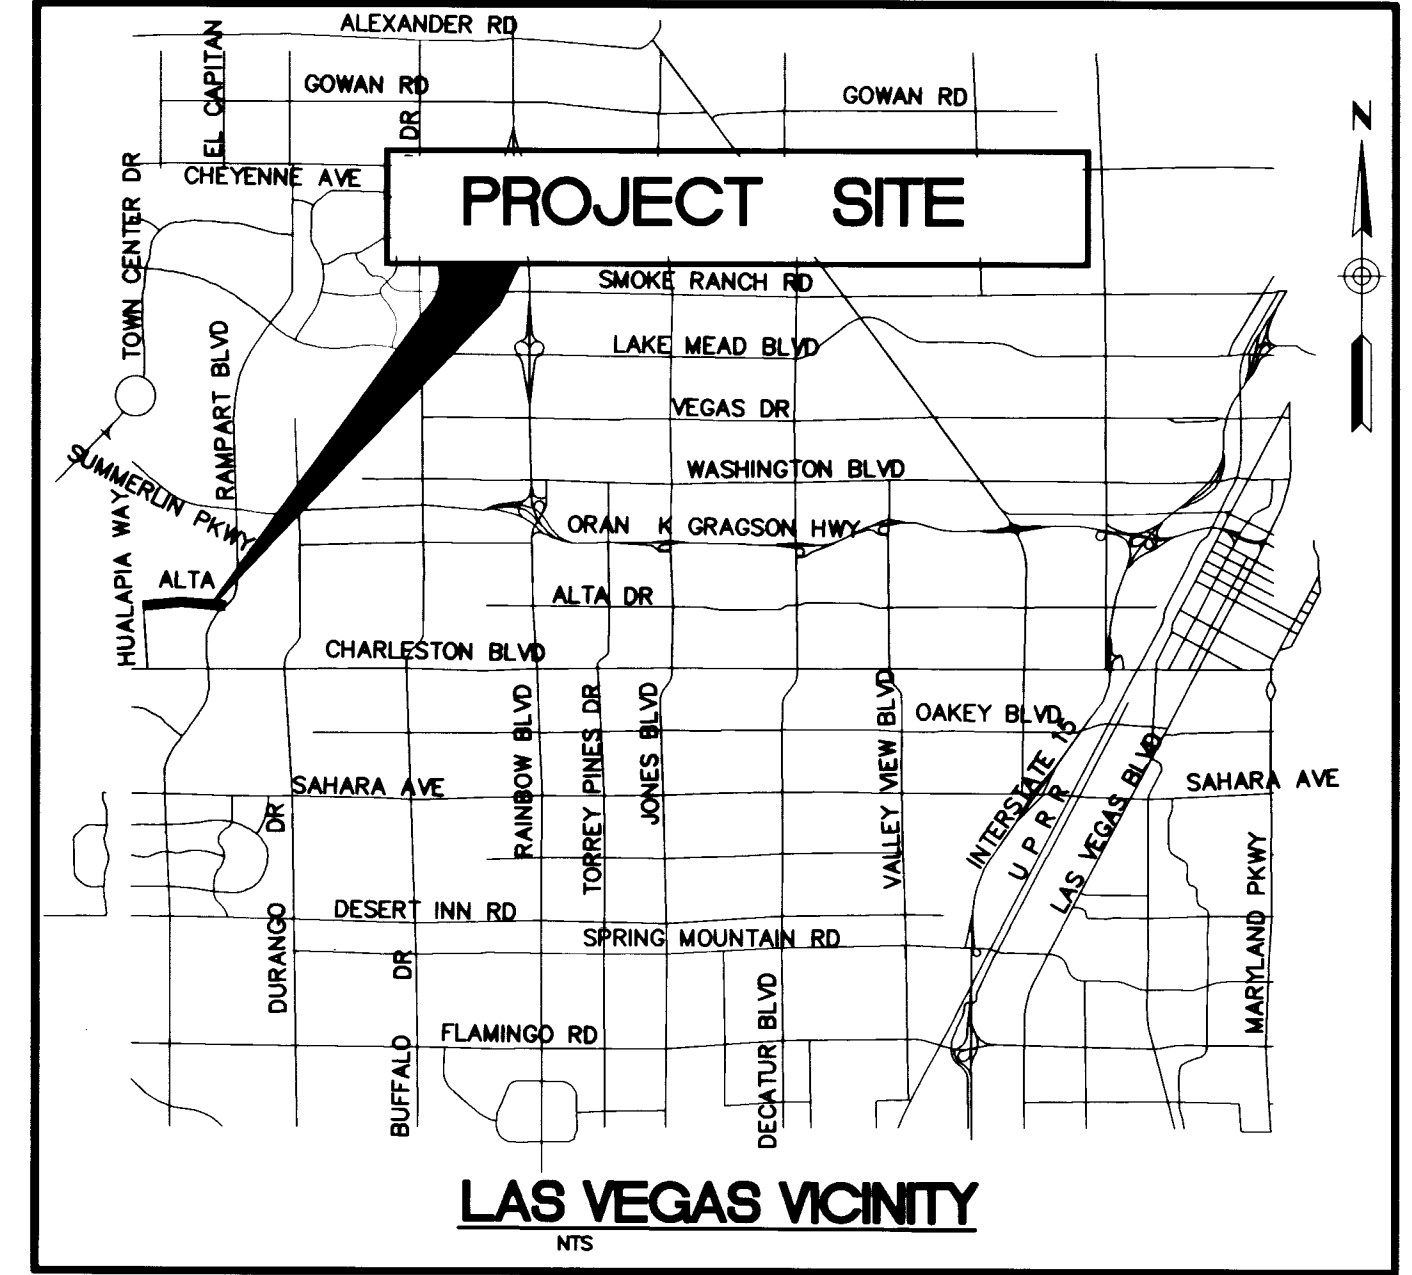 ALEXANDER RD
EL CAPITAN
GOWAN RD
GOWAN RD
DR
N
CHEYENNE AVE
PROJECT SITE
TOWN CENTER DR
SMOKE RANCH RD
LAKE MEAD BLVD
RAMPART BLVD
VEGAS DR
WASHINGTON BLVD
SUMMERLIN PKWY
ORAN K GRAGSON HWY
HUALAPIA WAY
ALTA
ALTA DR
CHARLESTON BLVD
RAINBOW BLVD
TORREY PINES DR
JONES BLVD
VALLEY VIEW BLVD
OAKEY BLVD
INTERSTATE 15
U P R R
LAS VEGAS BLVD
SAHARA AVE
SAHARA AVE
DURANGO DR
MARYLAND PKWY
DESERT INN RD
SPRING MOUNTAIN RD
BUFFALO DR
FLAMINGO RD
DECATUR BLVD
LAS VEGAS VICINITY
NTS